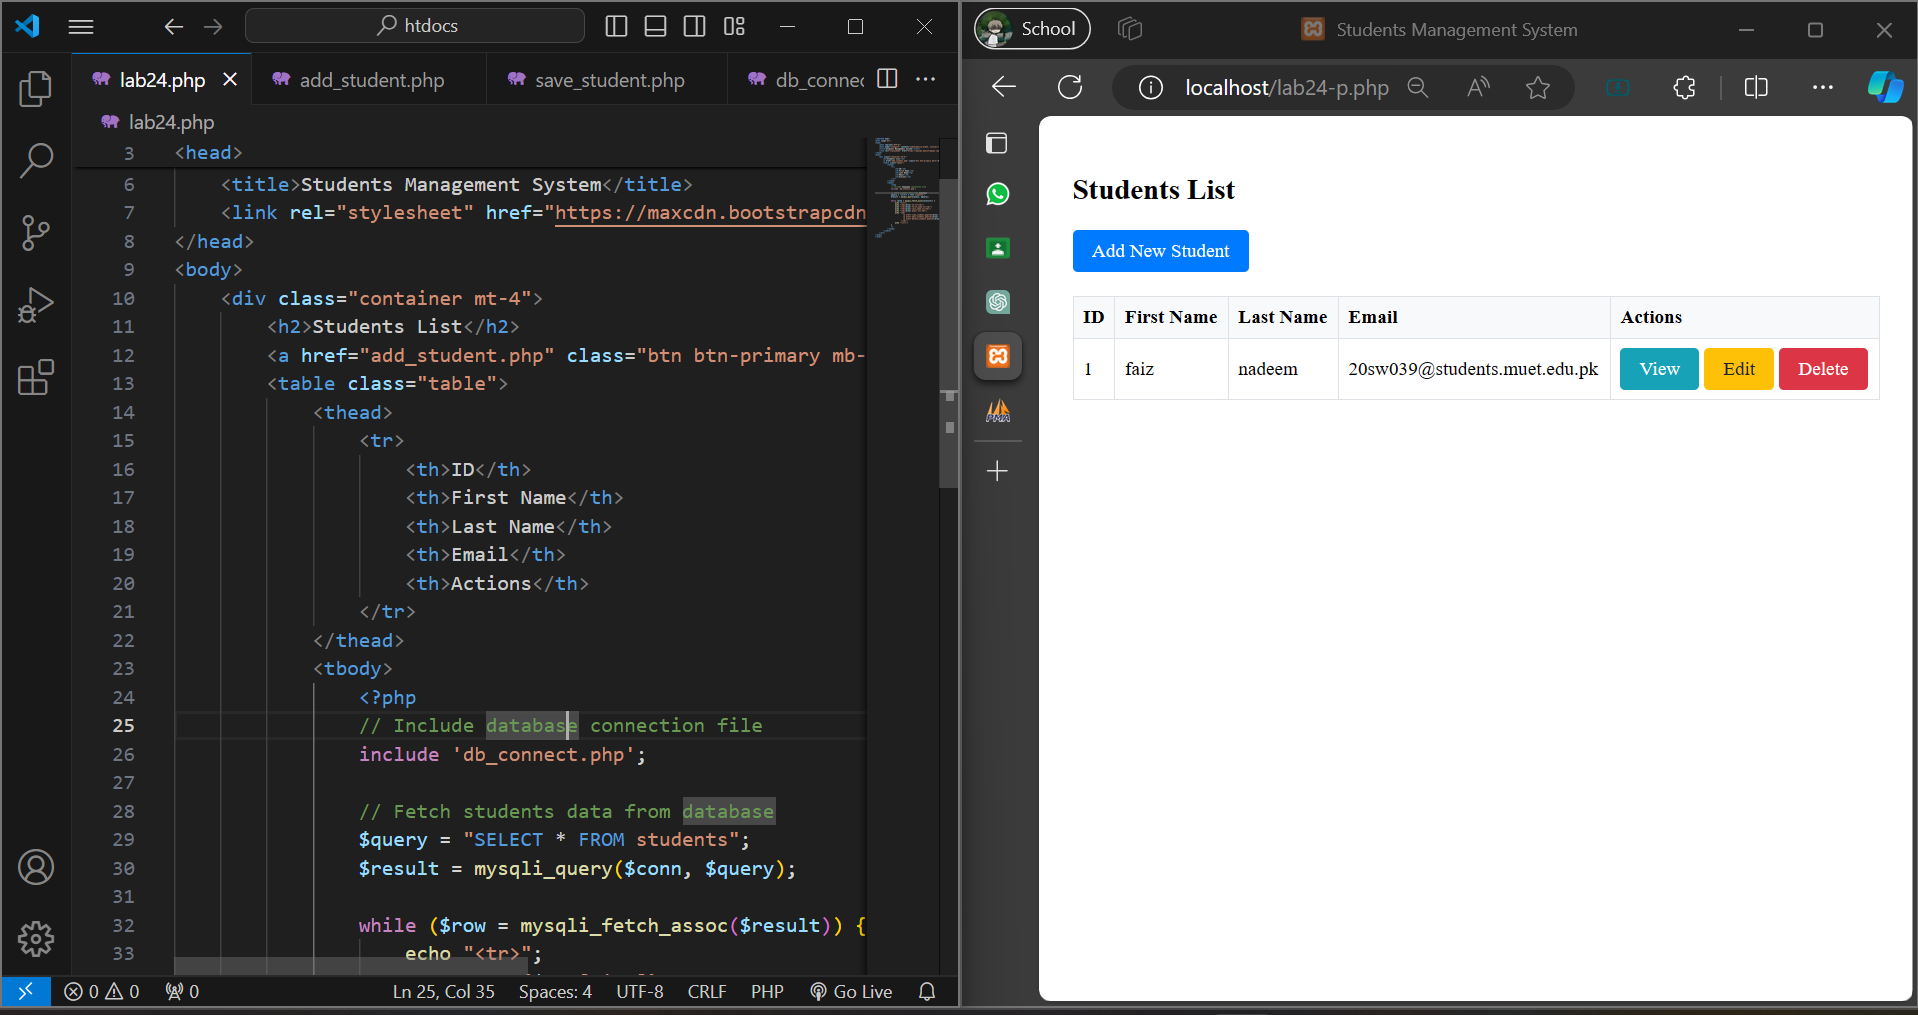 htdocs
lab24.php
add_student.php
save_student.php
db_connec
lab24.php
3 <head>
6 <title>Students Management System</title>
7 <link rel="stylesheet" href="https://maxcdn.bootstrapcdn
8 </head>
9 <body>
10 <div class="container mt-4">
11 <h2>Students List</h2>
12 <a href="add_student.php" class="btn btn-primary mb-
13 <table class="table">
14 <thead>
15 <tr>
16 <th>ID</th>
17 <th>First Name</th>
18 <th>Last Name</th>
19 <th>Email</th>
20 <th>Actions</th>
21 </tr>
22 </thead>
23 <tbody>
24 <?php
25 // Include database connection file
26 include 'db_connect.php';
27
28 // Fetch students data from database
29 $query = "SELECT * FROM students";
30 $result = mysqli_query($conn, $query);
31
32 while ($row = mysqli_fetch_assoc($result)) {
33 echo "<tr>";
0 0 0 Ln 25, Col 35 Spaces: 4 UTF-8 CRLF PHP Go Live
School
Students Management System
localhost/lab24-p.php
PMA
Students List
Add New Student
ID First Name Last Name Email Actions
1 faiz nadeem 20sw039@students.muet.edu.pk View Edit Delete